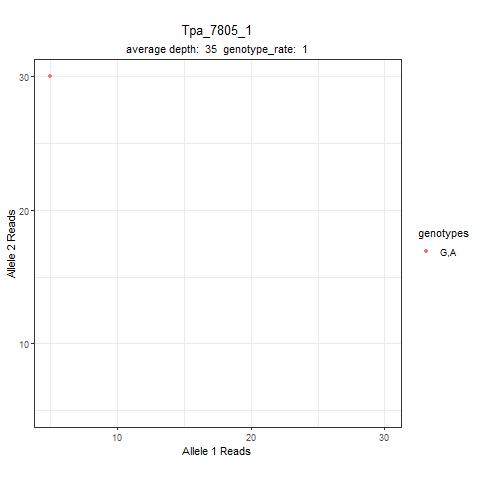 Tpa_7805_1
average depth:  35  genotype_rate:  1
30
20
10
Allele 2 Reads
10
20
30
Allele 1 Reads
genotypes
G,A